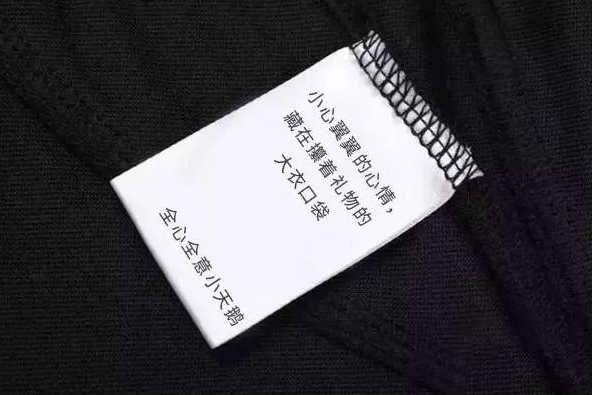 小心翼翼的心情，
藏在攥着礼物的
大衣口袋
全心全意小天鹅